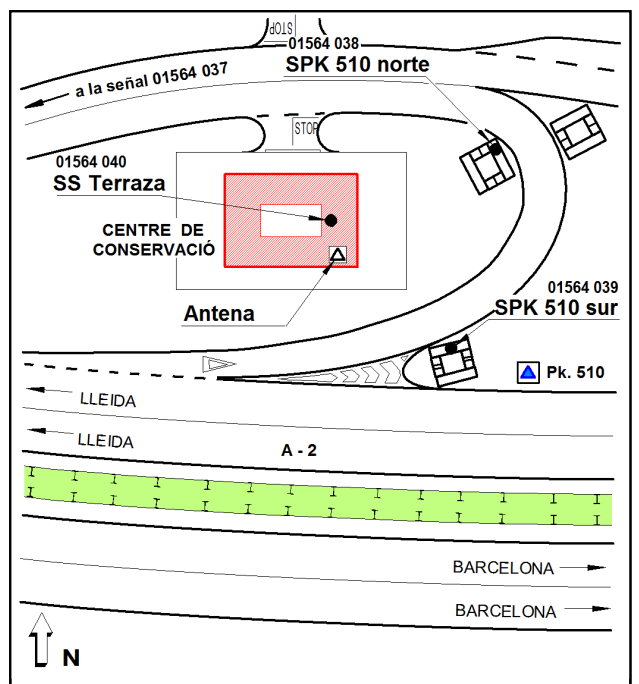 STOP
01564 038
SPK 510 norte
a la señal 01564 037
STOP
01564 040
SS Terraza
CENTRE DE
CONSERVACIÓ
Antena
01564 039
SPK 510 sur
Pk. 510
LLEIDA
LLEIDA
A - 2
BARCELONA
BARCELONA
N